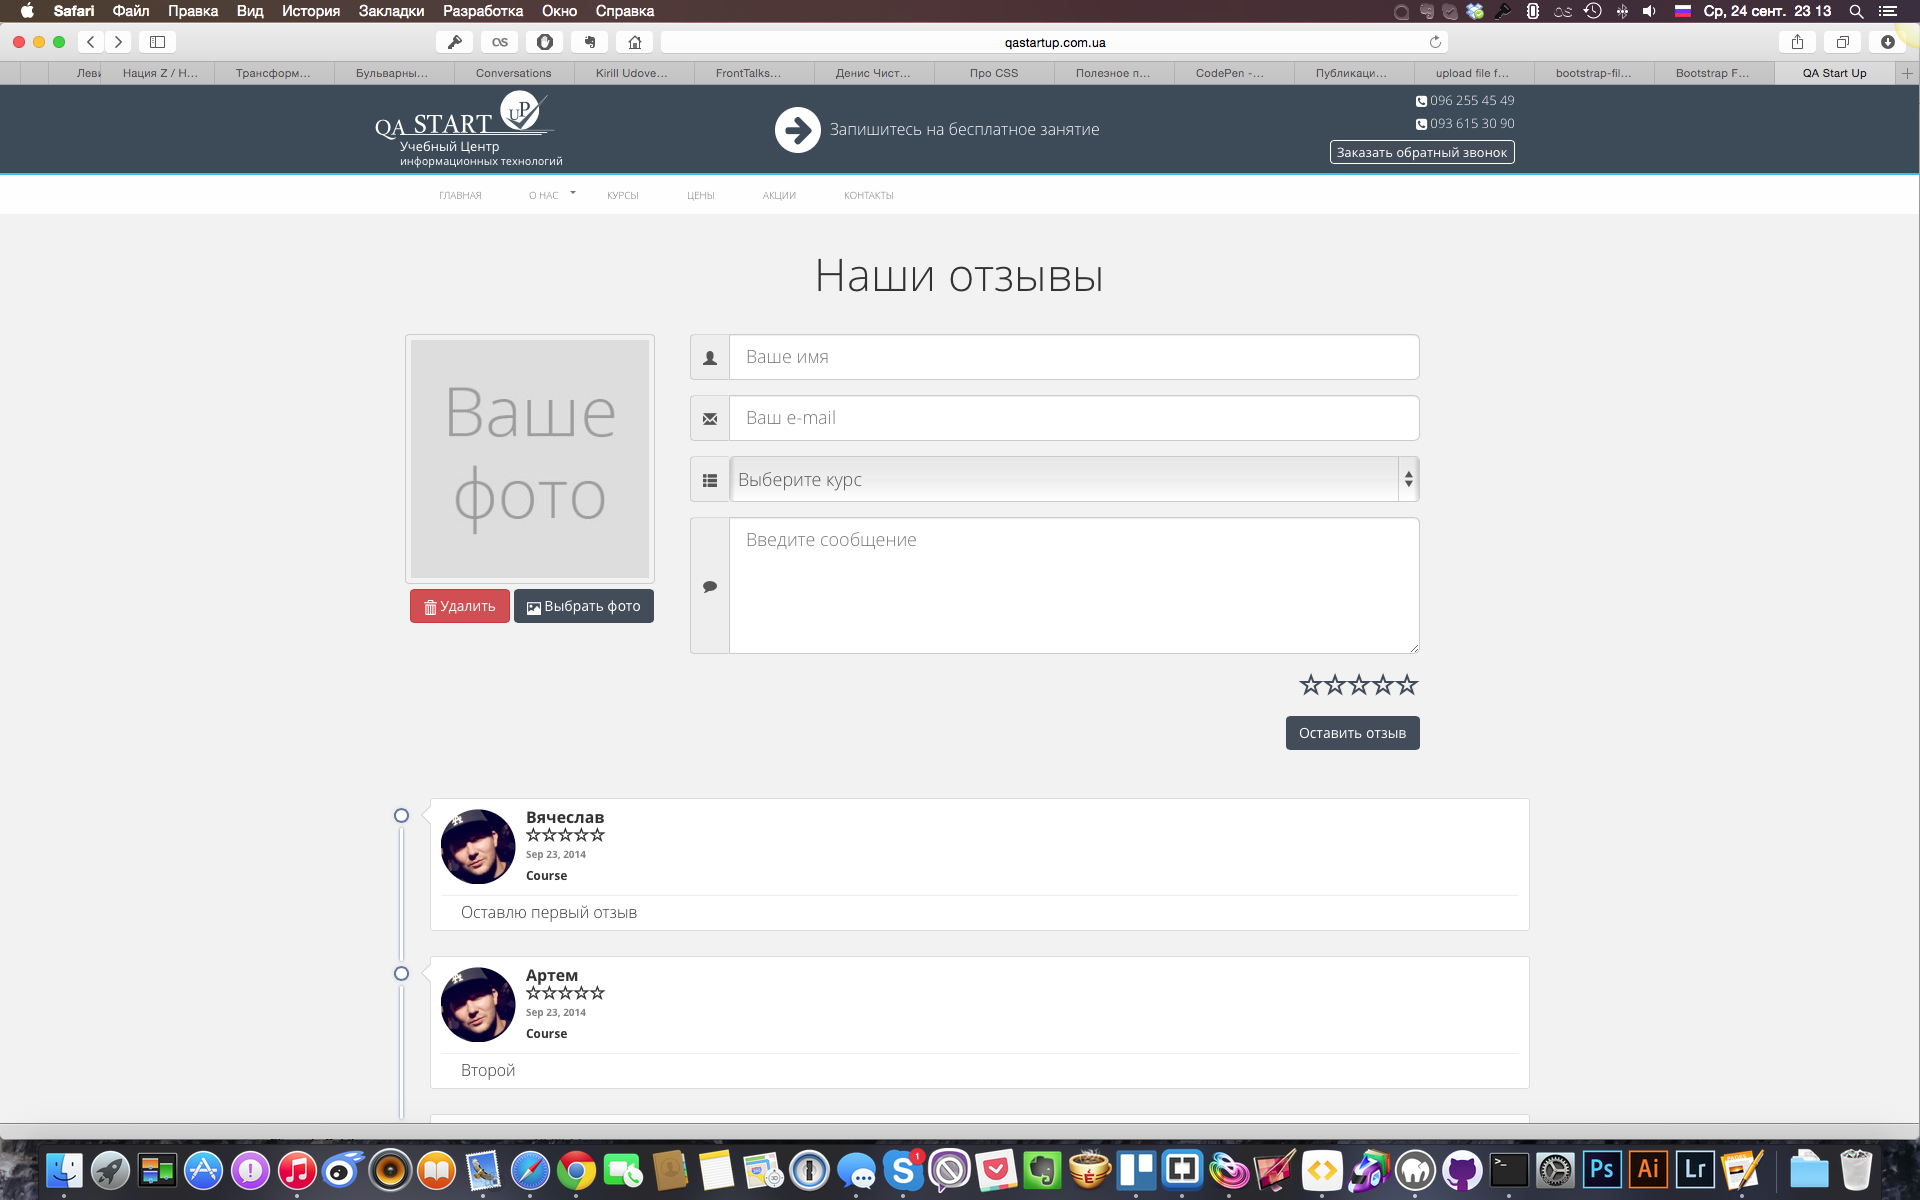 Safari Файл Правка Вид История Закладки Разработка Окно Справка
Ср, 24 сент. 23 13
qastartup.com.ua
Леви
Нация Z / Н...
Трансформ...
Бульварны...
Conversations
Kirill Udove...
FrontTalks...
Денис Чист...
Про CSS
Полезное п...
CodePen -...
Публикаци...
upload file f...
bootstrap-fil...
Bootstrap F...
QA Start Up
QA START UP
Учебный Центр
информационных технологий
Запишитесь на бесплатное занятие
096 255 45 49
093 615 30 90
Заказать обратный звонок
ГЛАВНАЯ О НАС КУРСЫ ЦЕНЫ АКЦИИ КОНТАКТЫ
Наши отзывы
Ваше
фото
Удалить
Выбрать фото
Ваше имя
Ваш e-mail
Выберите курс
Введите сообщение
Оставить отзыв
Вячеслав
Sep 23, 2014
Course
Оставлю первый отзыв
Артем
Sep 23, 2014
Course
Второй
Ps Ai Lr